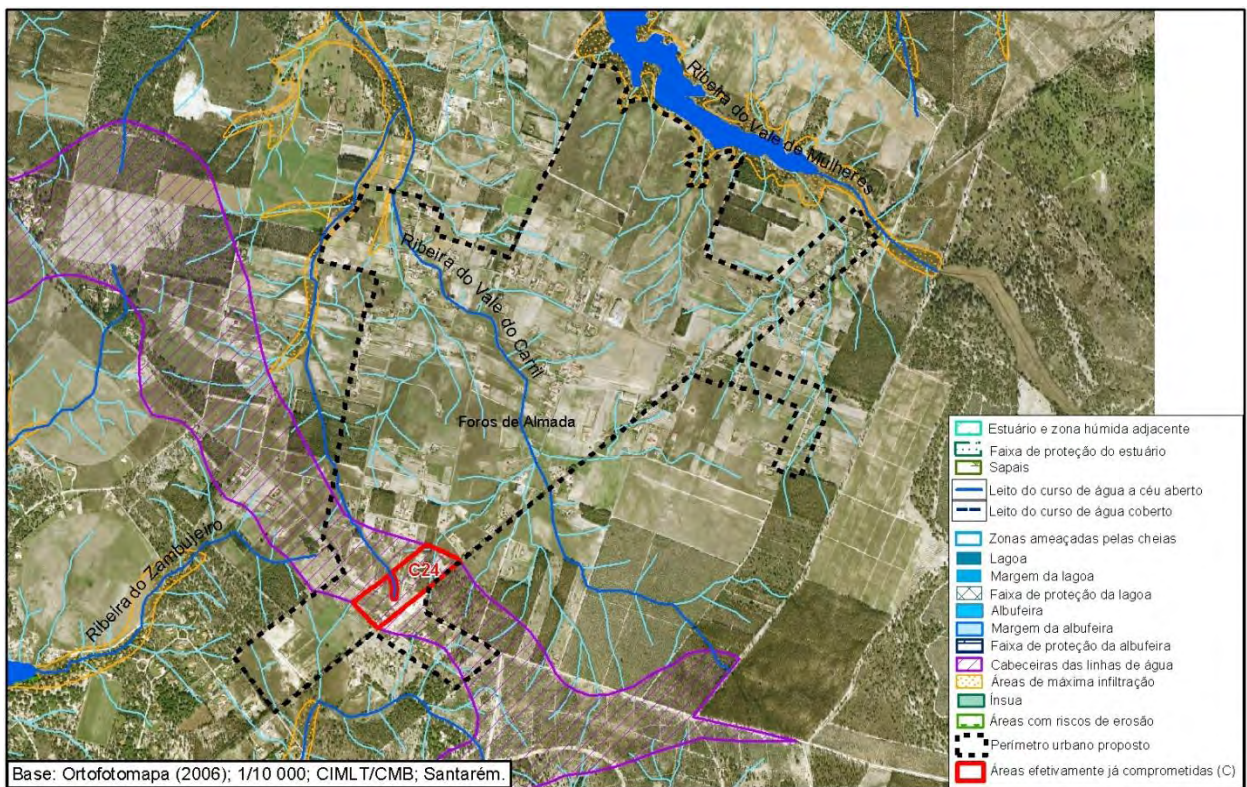 Ribeira do Vale de Mulheres
Ribeira do Vale do Carril
Foros de Almada
Ribeira do Zambujeiro
C24
Estuário e zona húmida adjacente
Faixa de proteção do estuário
Sapais
Leito do curso de água a céu aberto
Leito do curso de água coberto
Zonas ameaçadas pelas cheias
Lagoa
Margem da lagoa
Faixa de proteção da lagoa
Albufeira
Margem da albufeira
Faixa de proteção da albufeira
Cabeceiras das linhas de água
Áreas de máxima infiltração
Ínsua
Áreas com riscos de erosão
Perímetro urbano proposto
Áreas efetivamente já comprometidas (C)
Base: Ortofotomapa (2006); 1/10 000; CIMLT/CMB; Santarém.